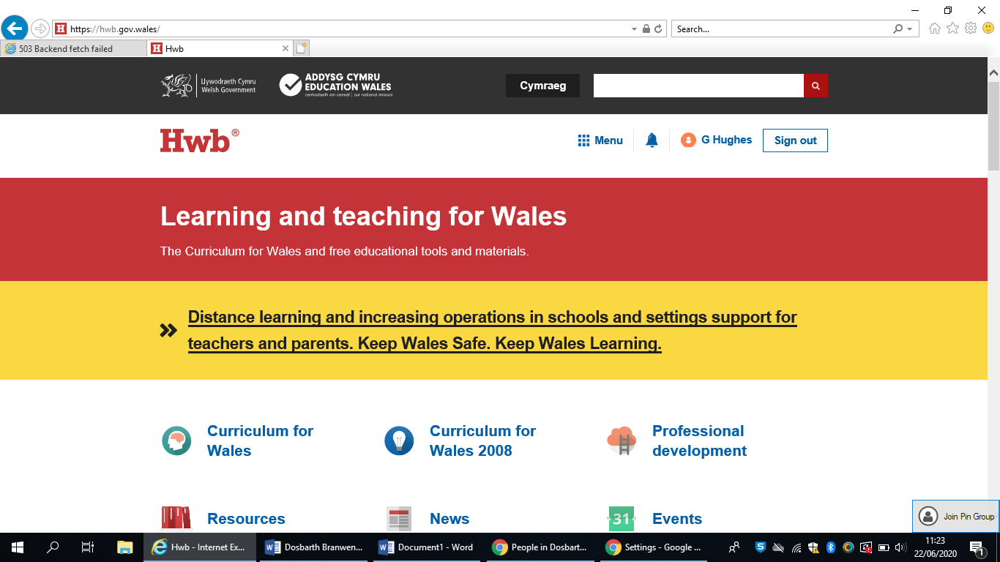 https://hwb.gov.wales/
Search...
503 Backend fetch failed
Hwb
Llywodraeth Cymru
Welsh Government
ADDYSG CYMRU
EDUCATION WALES
cenhadaeth ein cenedl | our national mission
Cymraeg
Hwb®
Menu
G Hughes
Sign out
Learning and teaching for Wales
The Curriculum for Wales and free educational tools and materials.
Distance learning and increasing operations in schools and settings support for
teachers and parents. Keep Wales Safe. Keep Wales Learning.
Curriculum for
Wales
Curriculum for
Wales 2008
Professional
development
Resources
News
31
Events
Join Pin Group
Hwb - Internet Ex...
Dosbarth Branwen...
Document1 - Word
People in Dosbart...
Settings - Google ...
11:23
22/06/2020
1